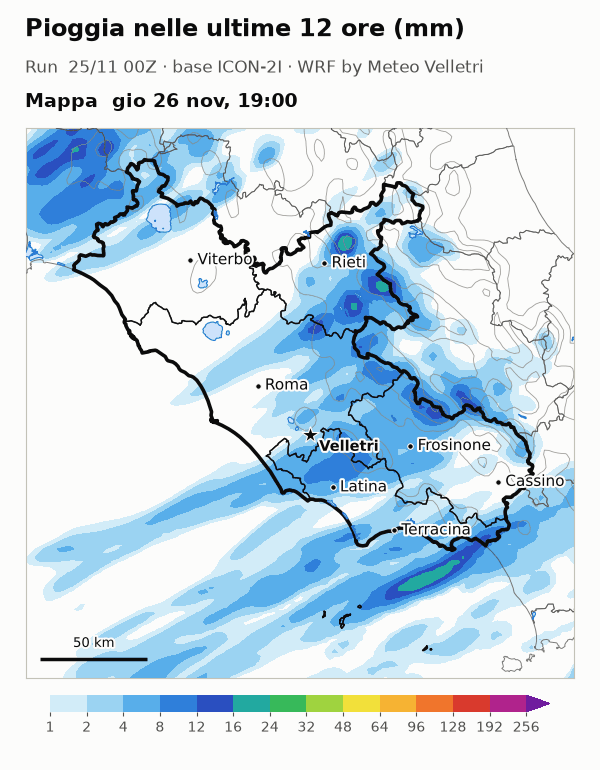 Pioggia nelle ultime 12 ore (mm)
Run  25/11 00Z · base ICON-2I · WRF by Meteo Velletri
Mappa  gio 26 nov, 19:00
Viterbo
Rieti
Roma
Velletri
Frosinone
Latina
Cassino
Terracina
50 km
1 2 4 8 12 16 24 32 48 64 96 128 192 256